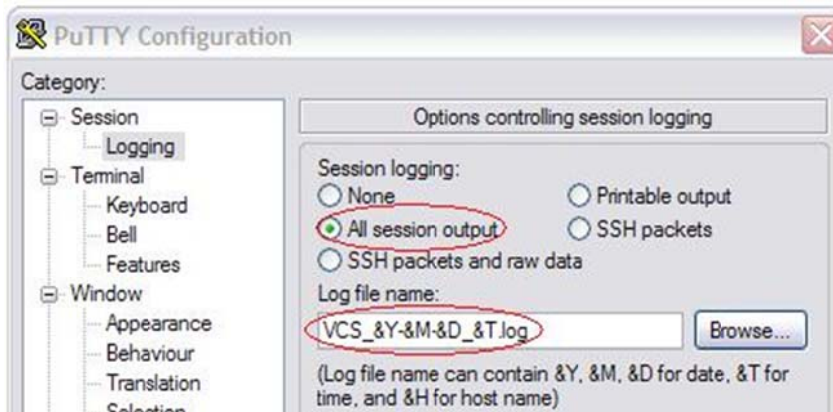 PuTTY Configuration
Category:
Session
Logging
Terminal
Keyboard
Bell
Features
Window
Appearance
Behaviour
Translation
Selection
Options controlling session logging
Session logging:
None
Printable output
All session output
SSH packets
SSH packets and raw data
Log file name:
VCS_&Y-&M-&D_&T.log
Browse...
(Log file name can contain &Y, &M, &D for date, &T for
time, and &H for host name)